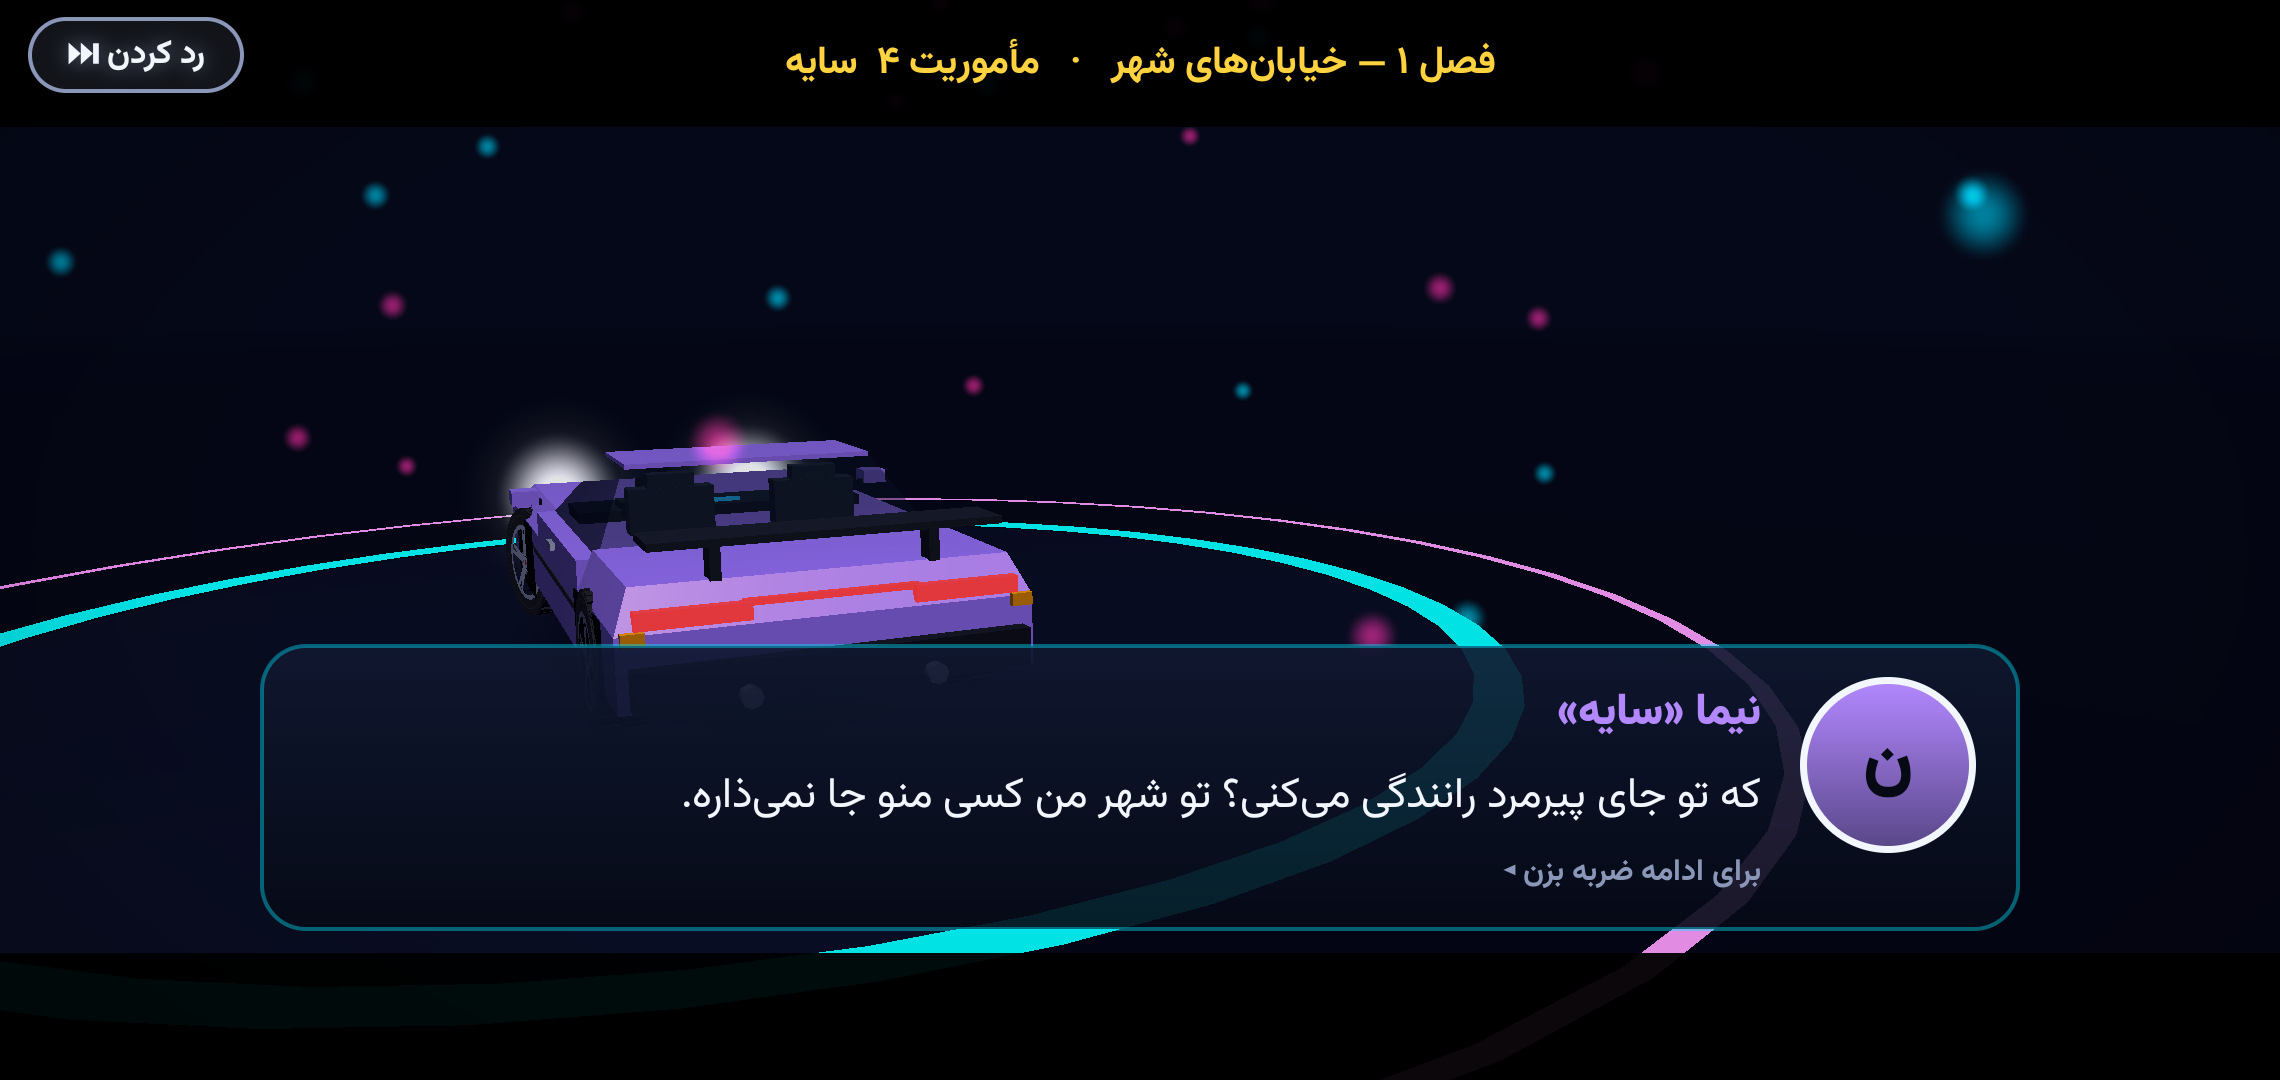 رد کردن ⏭
فصل ۱ — خیابان‌های شهر · مأموریت ۴ سایه
نیما «سایه»
ن
که تو جای پیرمرد رانندگی می‌کنی؟ تو شهر من کسی منو جا نمی‌ذاره.
برای ادامه ضربه بزن ◂